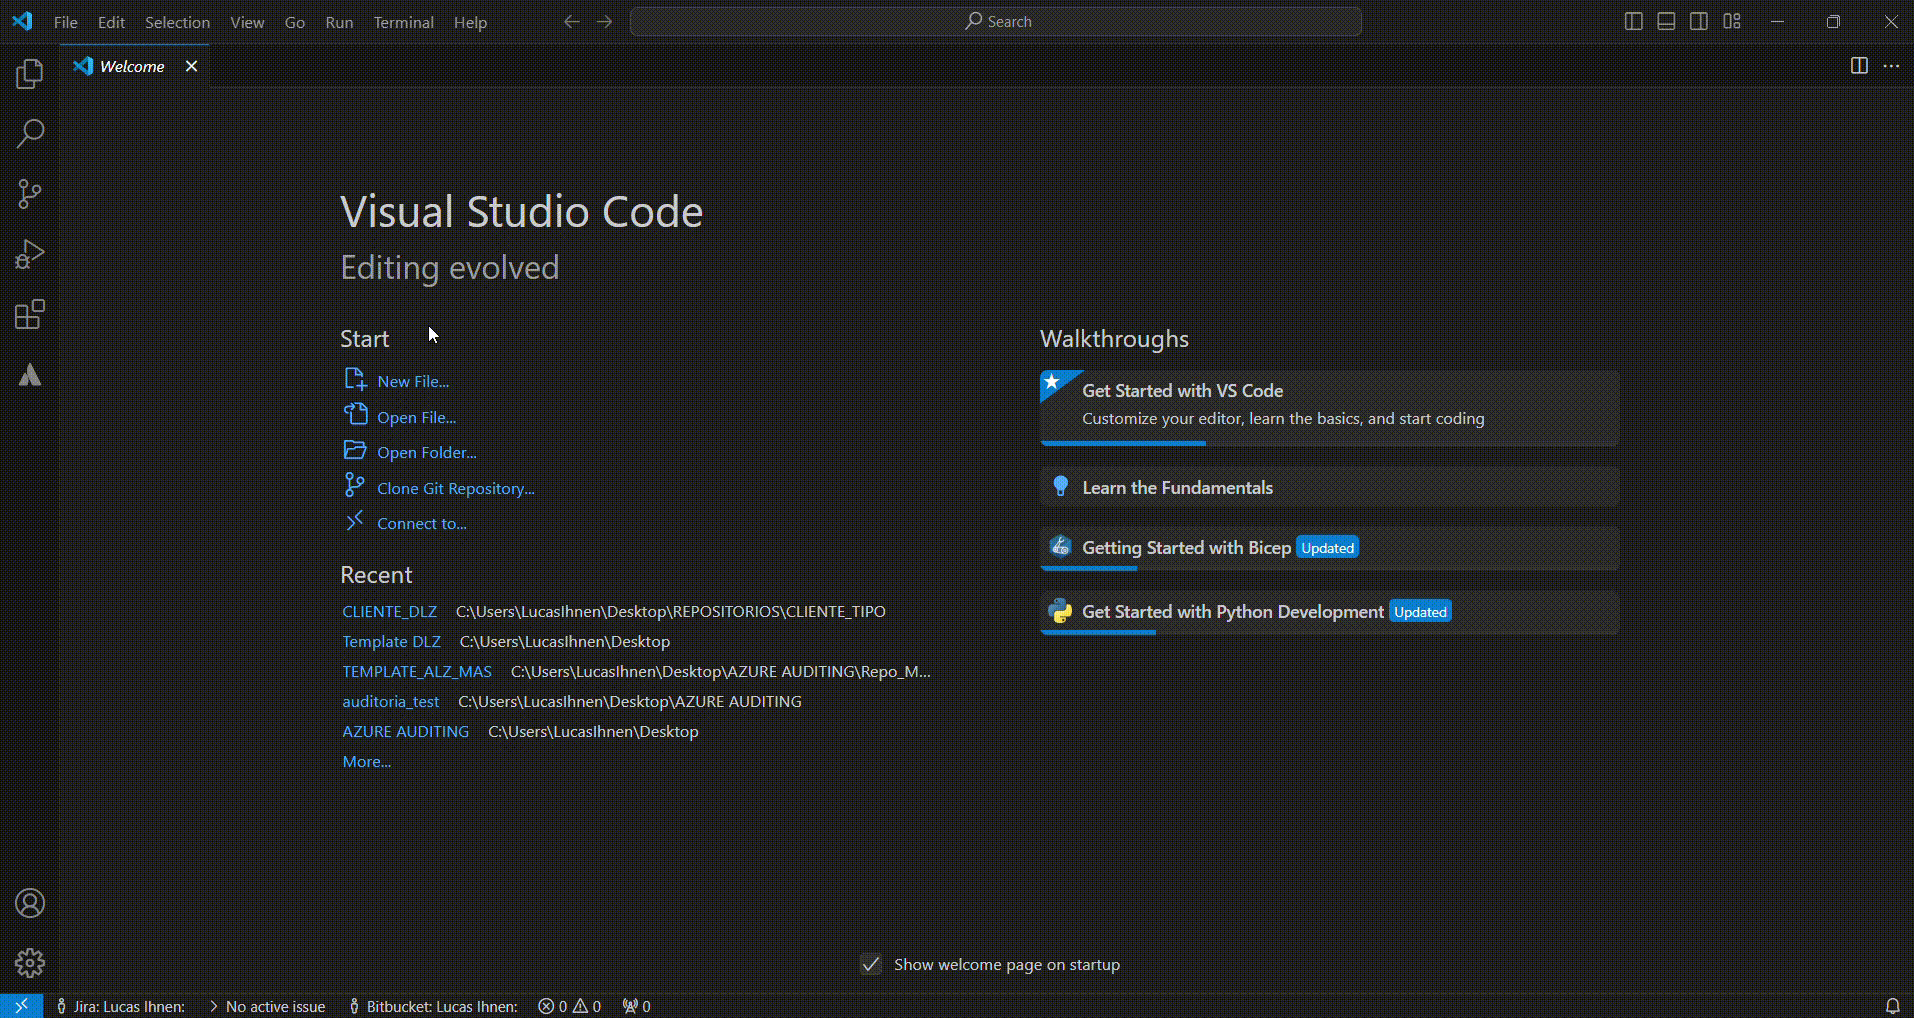 File Edit Selection View Go Run Terminal Help Search
Welcome
Visual Studio Code
Editing evolved
Start
New File...
Open File...
Open Folder...
Clone Git Repository...
Connect to...
Recent
CLIENTE_DLZ C:\Users\LucasIhnen\Desktop\REPOSITORIOS\CLIENTE_TIPO
Template DLZ C:\Users\LucasIhnen\Desktop
TEMPLATE_ALZ_MAS C:\Users\LucasIhnen\Desktop\AZURE AUDITING\Repo_M...
auditoria_test C:\Users\LucasIhnen\Desktop\AZURE AUDITING
AZURE AUDITING C:\Users\LucasIhnen\Desktop
More...
Walkthroughs
Get Started with VS Code
Customize your editor, learn the basics, and start coding
Learn the Fundamentals
Getting Started with Bicep Updated
Get Started with Python Development Updated
Show welcome page on startup
Jira: Lucas Ihnen: No active issue Bitbucket: Lucas Ihnen: 0 0 0